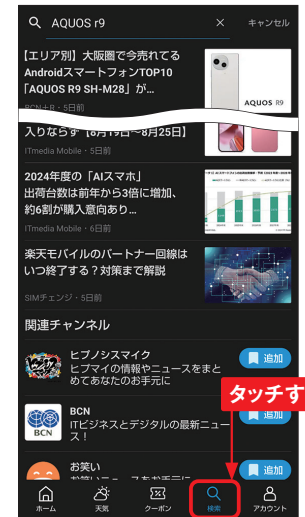 AQUOS r9
キャンセル
【エリア別】大阪圏で今売れてる
AndroidスマートフォンTOP10
「AQUOS R9 SH-M28」が…
BCN+R・5日前
AQUOS R9
入りならず【8月19日〜8月25日】
ITmedia Mobile・5日前
2024年度の「AIスマホ」
出荷台数は前年から3倍に増加、
約6割が購入意向あり…
ITmedia Mobile・6日前
楽天モバイルのパートナー回線は
いつ終了する？対策まで解説
SIMチェンジ・5日前
関連チャンネル
ヒプノシスマイク
ヒプマイの情報やニュースをまと
めてあなたのお手元に
追加
BCN
BCN
ITビジネスとデジタルの最新ニュー
ス！
追加
タッチす
お笑い
追加
ホーム
天気
クーポン
検索
アカウント